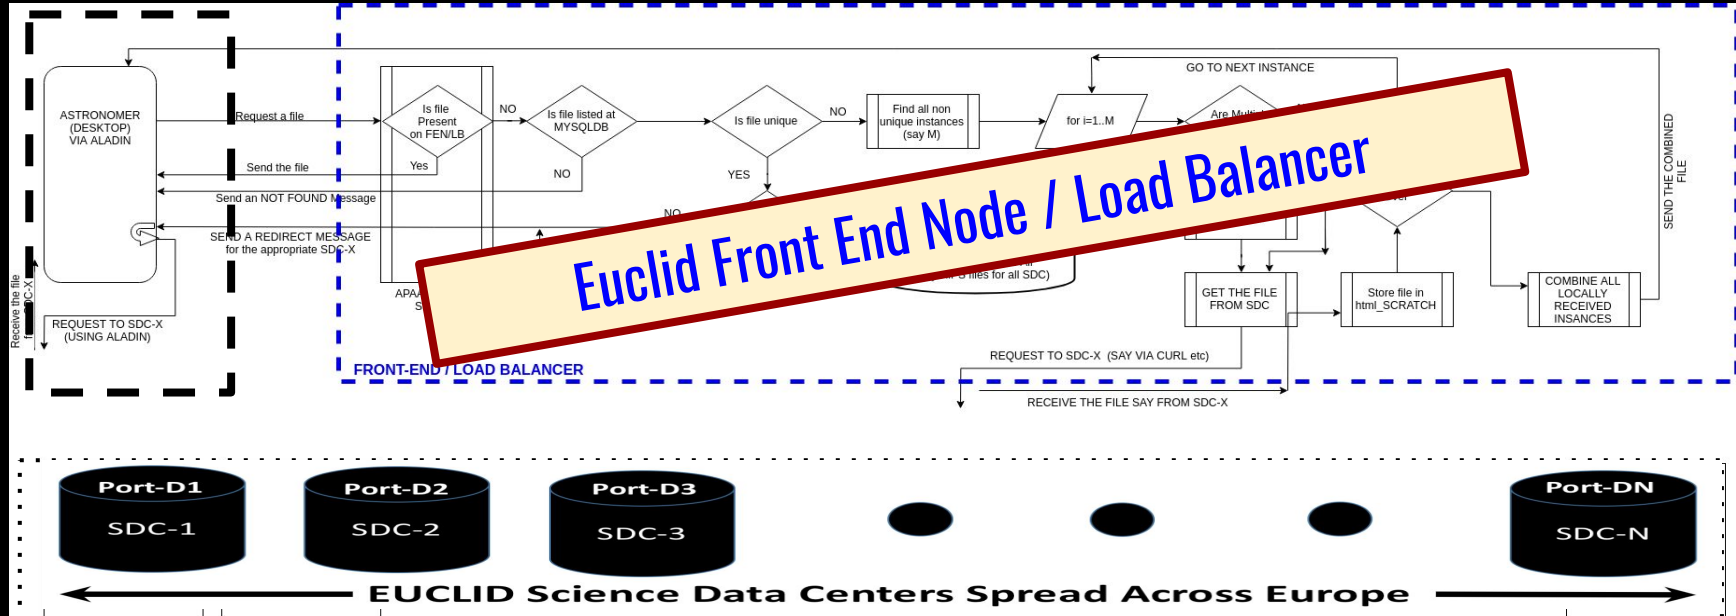 GO TO NEXT INSTANCE
ASTRONOMER
(DESKTOP)
VIA ALADIN
Request a file
Is file
Present
on FEN/LB
NO
Is file listed at
MYSQLDB
Is file unique
NO
Find all non
unique instances
(say M)
for i=1..M
Are
SEND THE COMBINED
FILE
Send the file
Yes
NO
YES
Send an NOT FOUND Message
NO
SEND A REDIRECT MESSAGE
for the appropriate SDC-X
Euclid Front End Node / Load Balancer
files for all SDC)
Receive the file
SDC-X
REQUEST TO SDC-X
(USING ALADIN)
GET THE FILE
FROM SDC
Store file in
html_SCRATCH
COMBINE ALL
LOCALLY
RECEIVED
INSANCES
REQUEST TO SDC-X (SAY VIA CURL etc)
FRONT-END / LOAD BALANCER
RECEIVE THE FILE SAY FROM SDC-X
Port-D1
SDC-1
Port-D2
SDC-2
Port-D3
SDC-3
Port-DN
SDC-N
EUCLID Science Data Centers Spread Across Europe